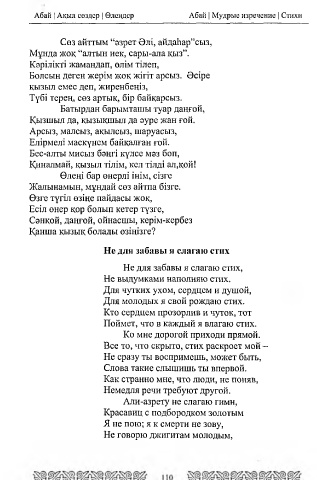 Абай | Ақыл сөздер | Өлеңдер
Абай | Мудрые изречение | Стихи
Сөз айттым “әзрет Әлі, айдаһар”сыз,
Мұнда жоқ “алтын иек, сары-ала қыз”.
Кәрілікті жамандап, өлім тілеп,
Болсын деген жерім жоқ жігіт арсыз. Әсіре
қызыл емес деп, жиренбеңіз,
Түбі терең, сөз артық, бір байқарсыз.
Батырдан барымташы туар даңғой,
Қызшыл да, қызықшыл да әуре жан ғой.
Арсыз, малсыз, ақылсыз, шаруасыз,
Елірмелі маскүнем байқалған ғой.
Бес-алты мисыз бәңгі күлсе мәз боп,
Қиналмай, қызыл тілім, кел тілді ал,қой!
Өлеңі бар өнерлі інім, сізге
Жалынамын, мұндай сөз айтпа бізге.
Өзге түгіл өзіңе пайдасы жоқ,
Есіл өнер қор болып кетер түзге,
Сәнқой, даңғой, ойнасшы, керім-кербез
Қанша қызық болады өзіңізге?
Не для забавы я слагаю стих
Не для забавы я слагаю стих,
Не выдумками наполняю стих.
Для чутких ухом, сердцем и душой,
Для молодых я свой рождаю стих.
Кто сердцем прозорлив и чуток, тот
Поймет, что в каждый я влагаю стих.
Ко мне дорогой приходи прямой.
Все то, что скрыто, стих раскроет мой –
Не сразу ты воспримешь, может быть,
Слова такие слышишь ты впервой.
Как странно мне, что люди, не поняв,
Немедля речи требуют другой.
Али-азрету не слагаю гимн,
Красавиц с подбородком золотым
Я не пою; я к смерти не зову,
Не говорю джигитам молодым,
110